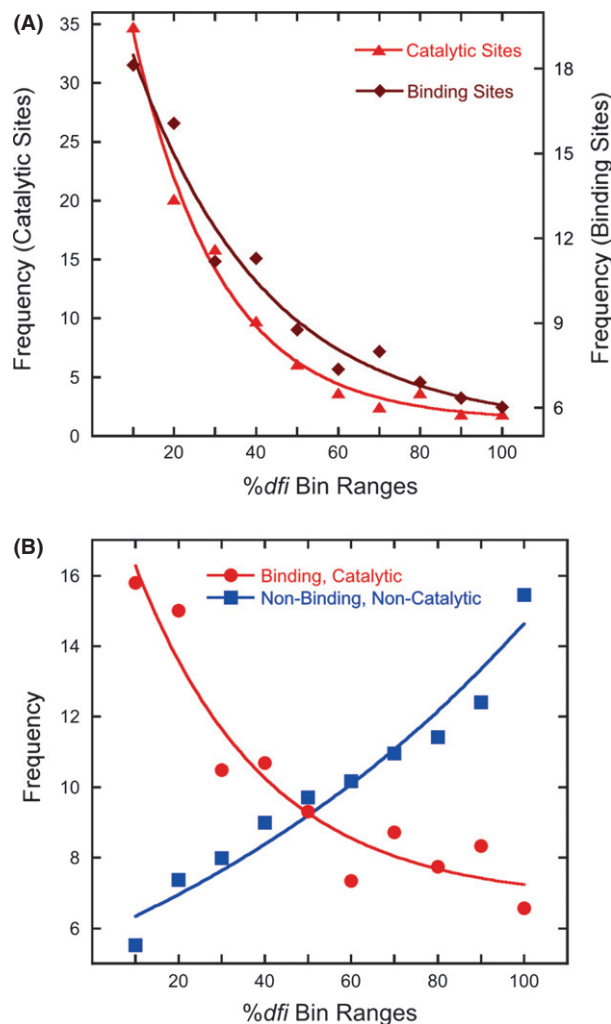 (A)
Catalytic Sites
Binding Sites
Frequency (Catalytic Sites)
35
30
25
20
15
10
5
0
Frequency (Binding Sites)
18
15
12
9
6
20 40 60 80 100
%dfi Bin Ranges
(B)
Binding, Catalytic
Non-Binding, Non-Catalytic
Frequency
16
14
12
10
8
6
20 40 60 80 100
%dfi Bin Ranges